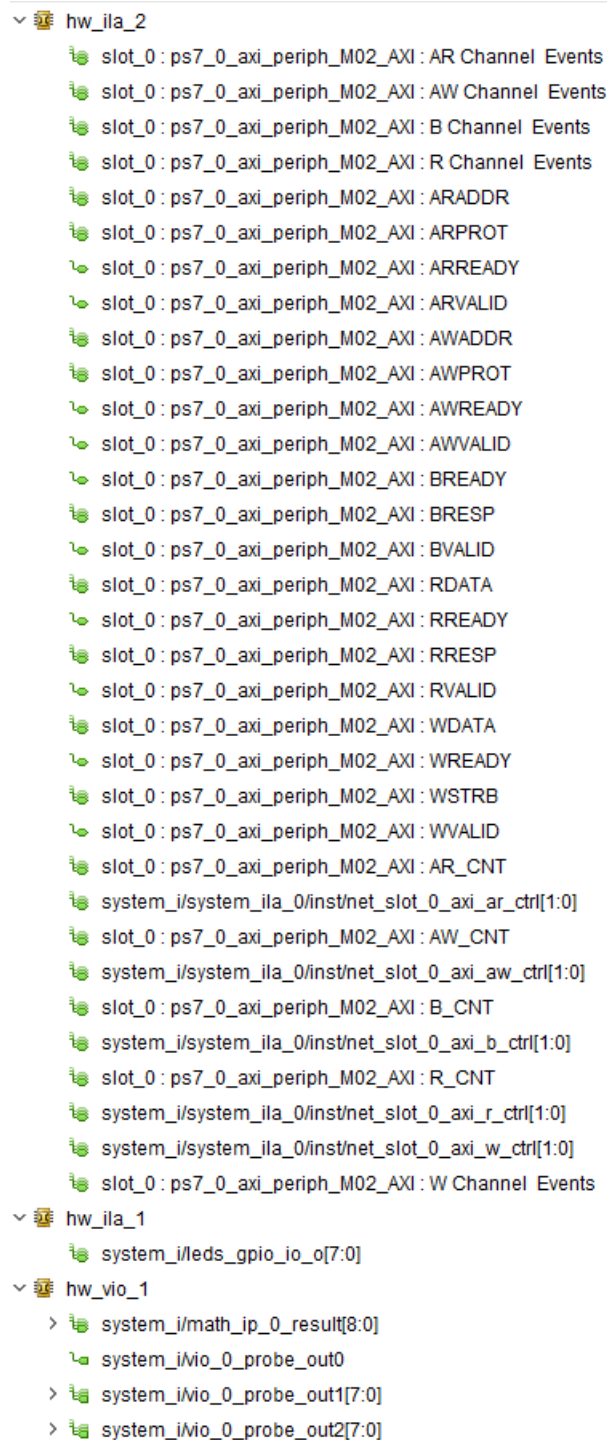 hw_ila_2
slot_0 : ps7_0_axi_periph_M02_AXI : AR Channel Events
slot_0 : ps7_0_axi_periph_M02_AXI : AW Channel Events
slot_0 : ps7_0_axi_periph_M02_AXI : B Channel Events
slot_0 : ps7_0_axi_periph_M02_AXI : R Channel Events
slot_0 : ps7_0_axi_periph_M02_AXI : ARADDR
slot_0 : ps7_0_axi_periph_M02_AXI : ARPROT
slot_0 : ps7_0_axi_periph_M02_AXI : ARREADY
slot_0 : ps7_0_axi_periph_M02_AXI : ARVALID
slot_0 : ps7_0_axi_periph_M02_AXI : AWADDR
slot_0 : ps7_0_axi_periph_M02_AXI : AWPROT
slot_0 : ps7_0_axi_periph_M02_AXI : AWREADY
slot_0 : ps7_0_axi_periph_M02_AXI : AWVALID
slot_0 : ps7_0_axi_periph_M02_AXI : BREADY
slot_0 : ps7_0_axi_periph_M02_AXI : BRESP
slot_0 : ps7_0_axi_periph_M02_AXI : BVALID
slot_0 : ps7_0_axi_periph_M02_AXI : RDATA
slot_0 : ps7_0_axi_periph_M02_AXI : RREADY
slot_0 : ps7_0_axi_periph_M02_AXI : RRESP
slot_0 : ps7_0_axi_periph_M02_AXI : RVALID
slot_0 : ps7_0_axi_periph_M02_AXI : WDATA
slot_0 : ps7_0_axi_periph_M02_AXI : WREADY
slot_0 : ps7_0_axi_periph_M02_AXI : WSTRB
slot_0 : ps7_0_axi_periph_M02_AXI : WVALID
slot_0 : ps7_0_axi_periph_M02_AXI : AR_CNT
system_i/system_ila_0/inst/net_slot_0_axi_ar_ctrl[1:0]
slot_0 : ps7_0_axi_periph_M02_AXI : AW_CNT
system_i/system_ila_0/inst/net_slot_0_axi_aw_ctrl[1:0]
slot_0 : ps7_0_axi_periph_M02_AXI : B_CNT
system_i/system_ila_0/inst/net_slot_0_axi_b_ctrl[1:0]
slot_0 : ps7_0_axi_periph_M02_AXI : R_CNT
system_i/system_ila_0/inst/net_slot_0_axi_r_ctrl[1:0]
system_i/system_ila_0/inst/net_slot_0_axi_w_ctrl[1:0]
slot_0 : ps7_0_axi_periph_M02_AXI : W Channel Events
hw_ila_1
system_i/leds_gpio_io_o[7:0]
hw_vio_1
system_i/math_ip_0_result[8:0]
system_i/vio_0_probe_out0
system_i/vio_0_probe_out1[7:0]
system_i/vio_0_probe_out2[7:0]